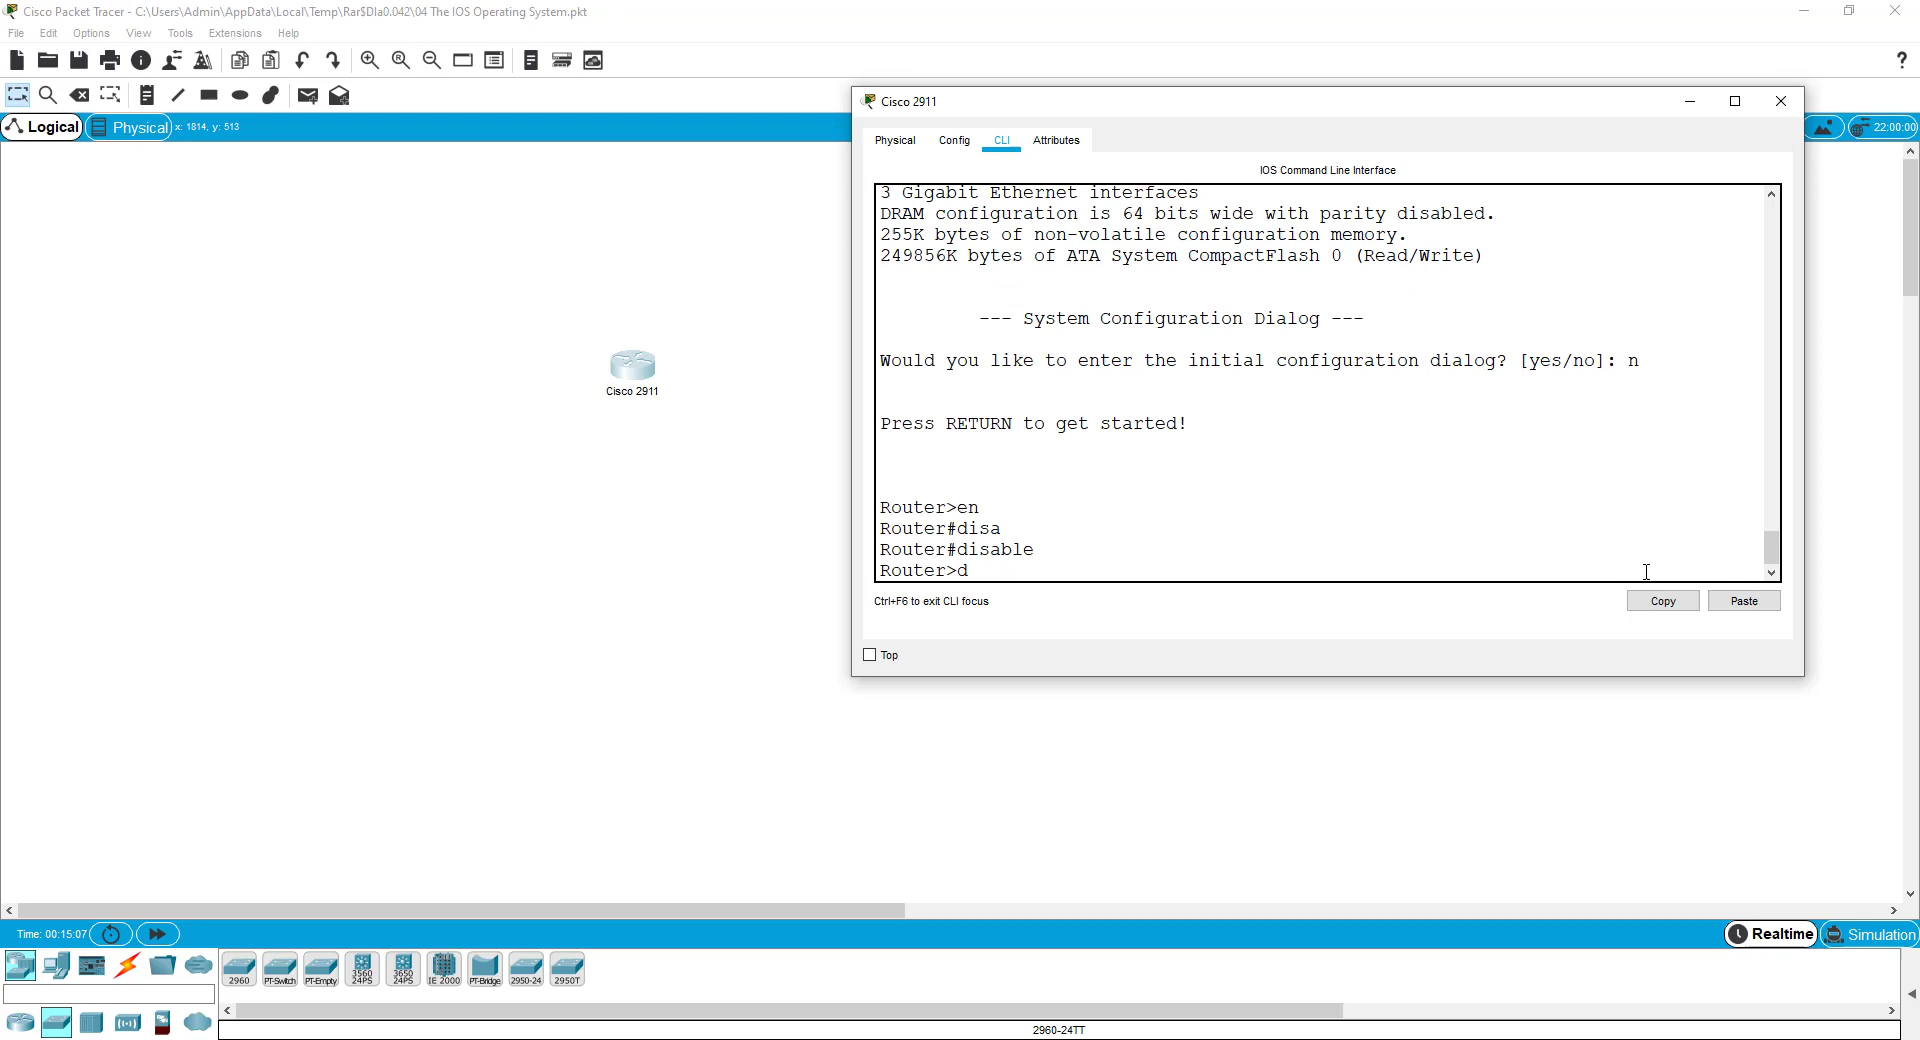 Cisco Packet Tracer - C:\Users\Admin\AppData\Local\Temp\Rar$DIa0.042\04 The IOS Operating System.pkt
File Edit Options View Tools Extensions Help
Logical Physical x: 1814, y: 513
22:00:00
Cisco 2911
Cisco 2911
Physical Config CLI Attributes
IOS Command Line Interface
3 Gigabit Ethernet interfaces
DRAM configuration is 64 bits wide with parity disabled.
255K bytes of non-volatile configuration memory.
249856K bytes of ATA System CompactFlash 0 (Read/Write)
--- System Configuration Dialog ---
Would you like to enter the initial configuration dialog? [yes/no]: n
Press RETURN to get started!
Router>en
Router#disa
Router#disable
Router>d
Ctrl+F6 to exit CLI focus
Copy Paste
Top
Time: 00:15:07
Realtime Simulation
2960 PT-Switch PT-Empty 3560 24PS 3650 24PS IE 2000 PT-Bridge 2950-24 2950T
2960-24TT